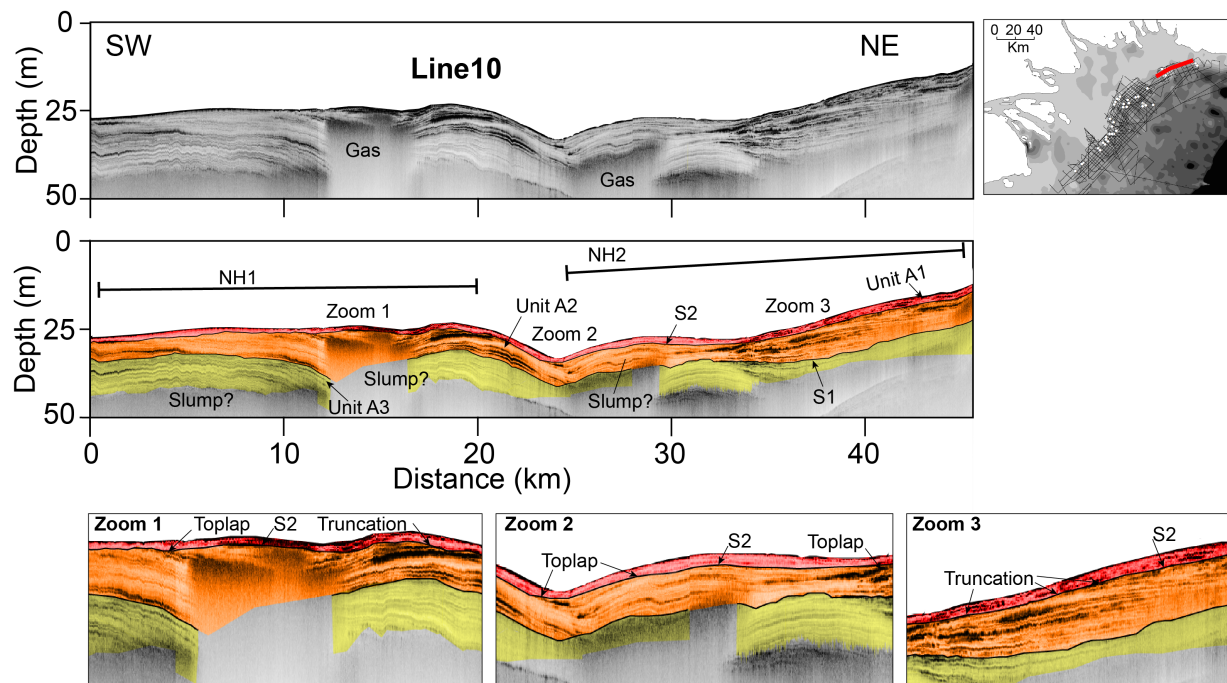 0
SW
NE
Line10
Depth (m)
25
Gas
Gas
50
0 20 40
Km
0
NH1
NH2
Unit A1
Zoom 1
Unit A2
Zoom 2
S2
Zoom 3
Depth (m)
25
Slump?
Slump?
Unit A3
Slump?
S1
50
0
10
20
30
40
Distance (km)
Zoom 1
Toplap
S2
Truncation
Zoom 2
Toplap
S2
Toplap
Zoom 3
S2
Truncation